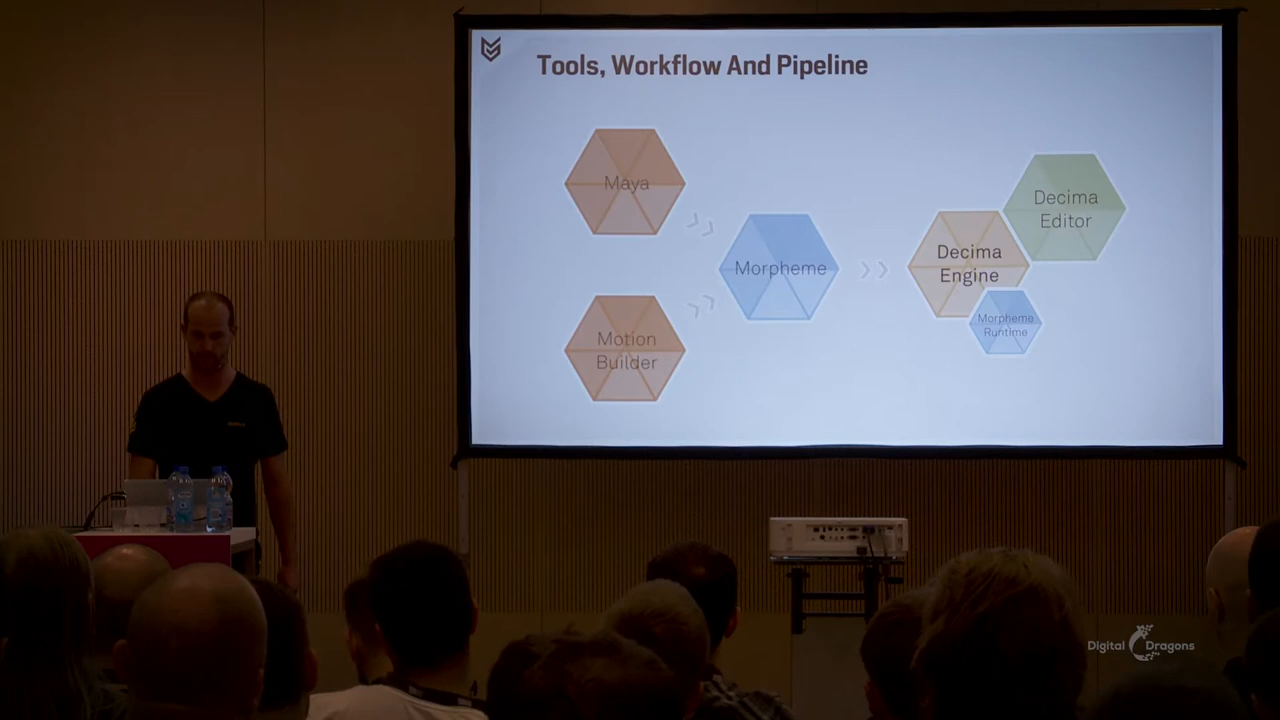 Tools, Workflow And Pipeline
Maya
Motion
Builder
Morpheme
Decima
Engine
Decima
Editor
Morpheme
Runtime
Digital Dragons